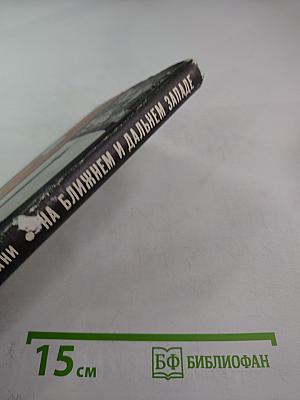 НА БЛИЖНЕМ И ДАЛЬНЕМ ЗАПАДЕ
15 см
БФ БИБЛИОФАН